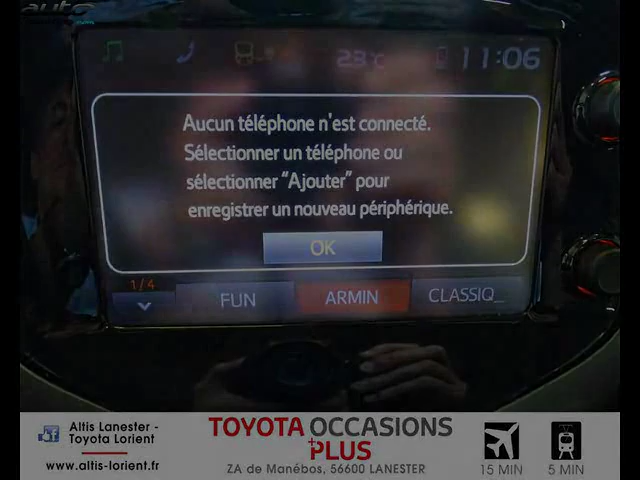 auto
23°C 11:06
Aucun téléphone n'est connecté.
Sélectionner un téléphone ou
sélectionner "Ajouter" pour
enregistrer un nouveau périphérique.
OK
1/4
FUN ARMIN CLASSIQ_
Altis Lanester -
Toyota Lorient
www.altis-lorient.fr
TOYOTA OCCASIONS
+PLUS
ZA de Manébos, 56600 LANESTER
15 MIN 5 MIN